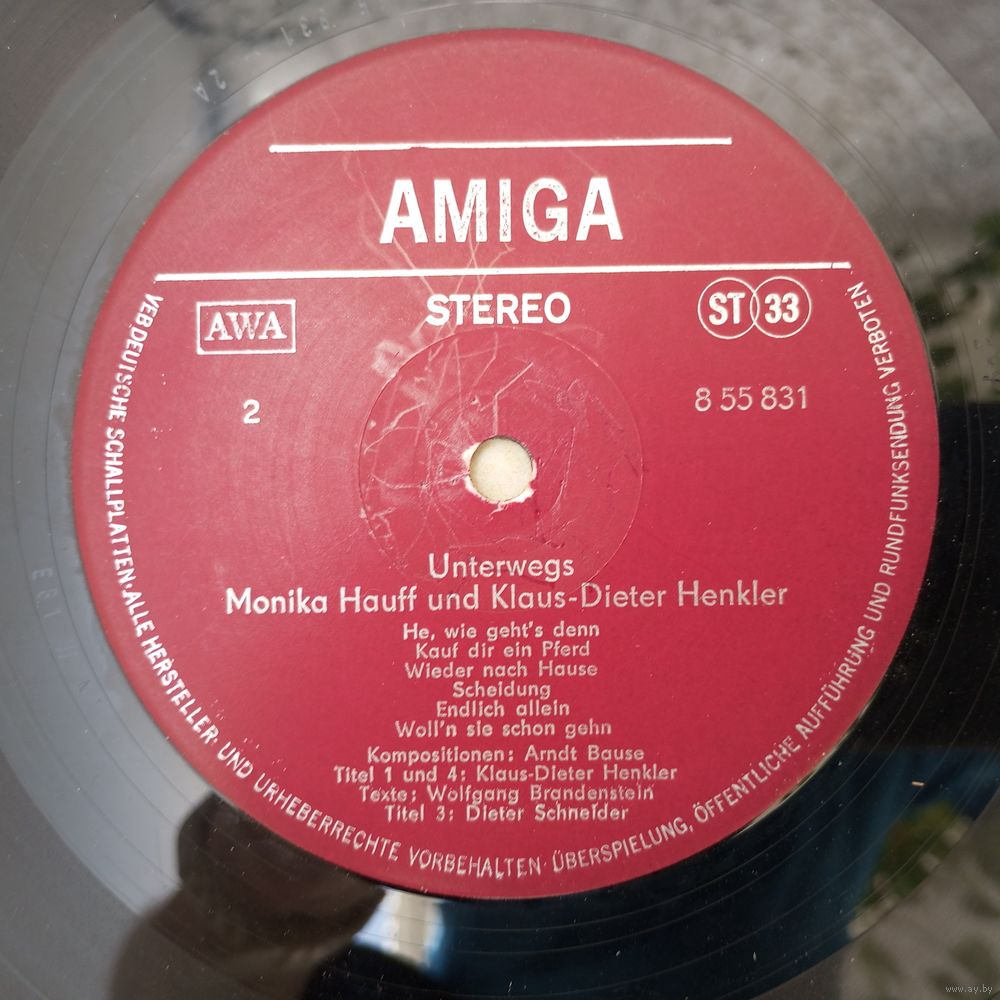 AMIGA
STEREO
AWA
ST 33
2
8 55 831
Unterwegs
Monika Hauff und Klaus-Dieter Henkler
He, wie geht's denn
Kauf dir ein Pferd
Wieder nach Hause
Scheidung
Endlich allein
Woll'n sie schon gehn
Kompositionen: Arndt Bause
Titel 1 und 4: Klaus-Dieter Henkler
Texte: Wolfgang Brandenstein
Titel 3: Dieter Schneider
VEB DEUTSCHE SCHALLPLATTEN · ALLE HERSTELLER- UND URHEBERRECHTE VORBEHALTEN · ÜBERSPIELUNG, ÖFFENTLICHE AUFFÜHRUNG UND RUNDFUNKSENDUNG VERBOTEN
www.ay.by